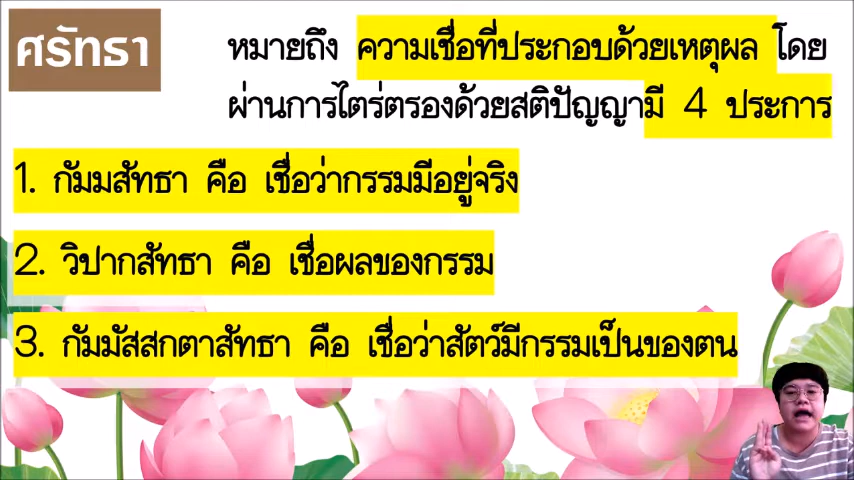 ศรัทธา
หมายถึง ความเชื่อที่ประกอบด้วยเหตุผล โดย
ผ่านการไตร่ตรองด้วยสติปัญญามี 4 ประการ
1. กัมมสัทธา คือ เชื่อว่ากรรมมีอยู่จริง
2. วิปากสัทธา คือ เชื่อผลของกรรม
3. กัมมัสสกตาสัทธา คือ เชื่อว่าสัตว์มีกรรมเป็นของตน